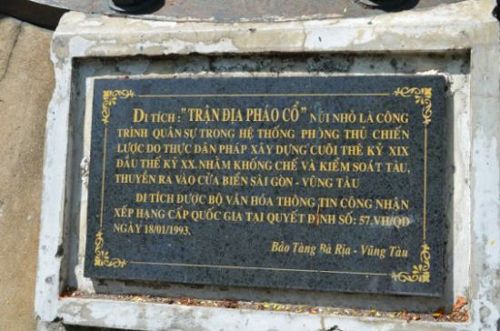 DI TÍCH: "TRẬN ĐỊA PHÁO CỔ" NÚI NHỎ LÀ CÔNG
TRÌNH QUÂN SỰ TRONG HỆ THỐNG PHÒNG THỦ CHIẾN
LƯỢC DO THỰC DÂN PHÁP XÂY DỰNG CUỐI THẾ KỶ XIX
ĐẦU THẾ KỶ XX. NHẰM KHỐNG CHẾ VÀ KIỂM SOÁT TÀU,
THUYỀN RA VÀO CỬA BIỂN SÀI GÒN - VŨNG TÀU
DI TÍCH ĐƯỢC BỘ VĂN HÓA THÔNG TIN CÔNG NHẬN
XẾP HẠNG CẤP QUỐC GIA TẠI QUYẾT ĐỊNH SỐ: 57.VH/QĐ
NGÀY 18/01/1993.
Bảo Tàng Bà Rịa - Vũng Tàu